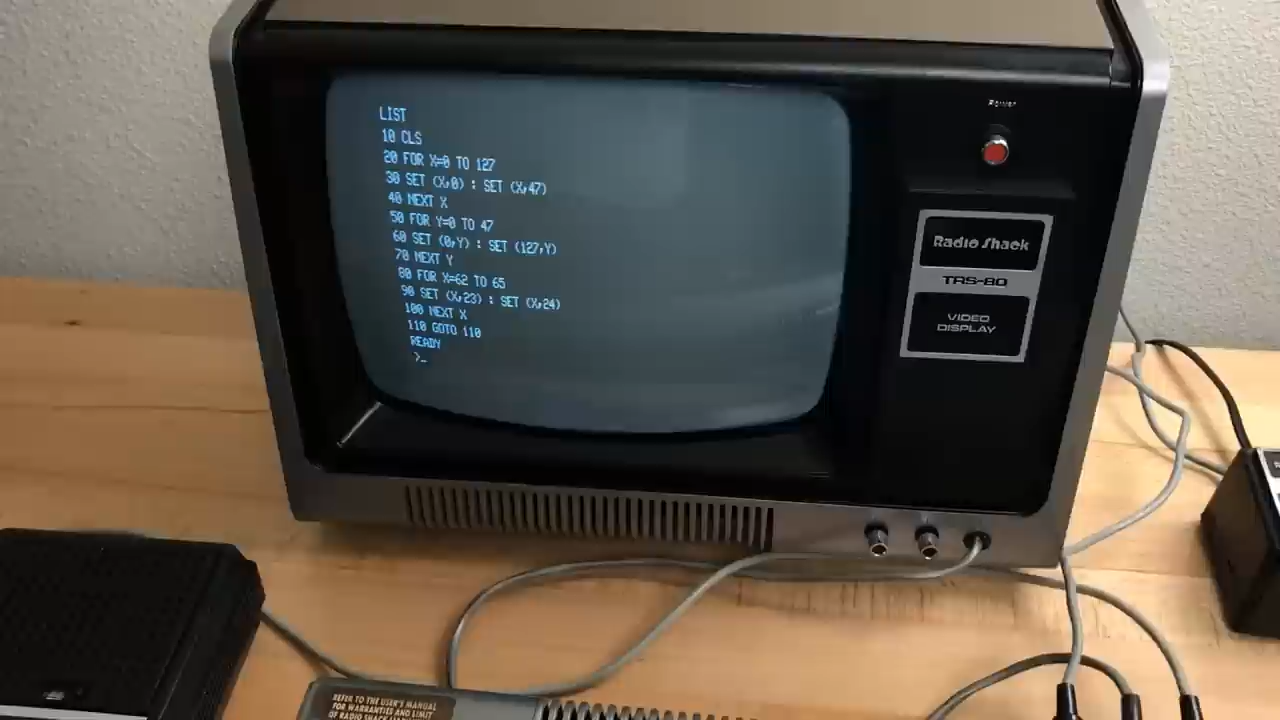 LIST
10 CLS
20 FOR X=0 TO 127
30 SET (X,0) : SET (X,47)
40 NEXT X
50 FOR Y=0 TO 47
60 SET (0,Y) : SET (127,Y)
70 NEXT Y
80 FOR X=62 TO 65
90 SET (X,23) : SET (X,24)
100 NEXT X
110 GOTO 110
READY
>_
Power
Radio Shack
TRS-80
VIDEO
DISPLAY
REFER TO THE USER'S MANUAL
FOR WARRANTIES AND LIMIT
OF RADIO SHACK